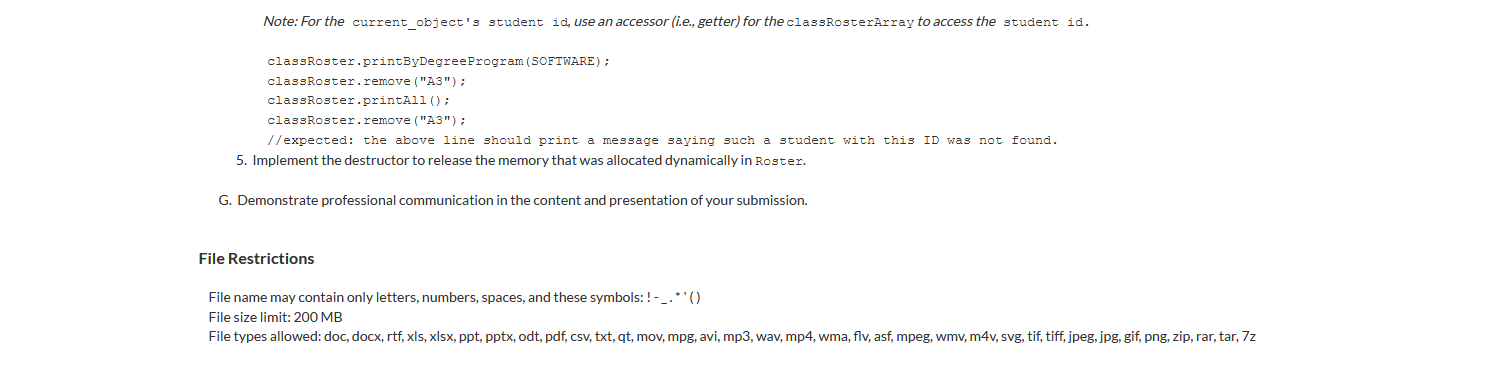 Note: For the current_object's student id, use an accessor (i.e., getter) for the classRosterArray to access the student id.
classRoster.printByDegreeProgram(SOFTWARE);
classRoster.remove("A3");
classRoster.printAll();
classRoster.remove("A3");
//expected: the above line should print a message saying such a student with this ID was not found.
5. Implement the destructor to release the memory that was allocated dynamically in Roster.
G. Demonstrate professional communication in the content and presentation of your submission.
File Restrictions
File name may contain only letters, numbers, spaces, and these symbols: ! - _ . * ' ( )
File size limit: 200 MB
File types allowed: doc, docx, rtf, xls, xlsx, ppt, pptx, odt, pdf, csv, txt, qt, mov, mpg, avi, mp3, wav, mp4, wma, flv, asf, mpeg, wmv, m4v, svg, tif, tiff, jpeg, jpg, gif, png, zip, rar, tar, 7z